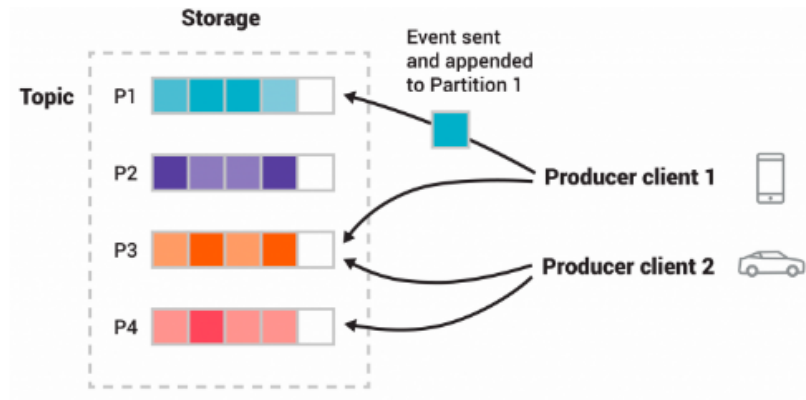 Storage
Event sent
and appended
to Partition 1
Topic
P1
P2
Producer client 1
P3
Producer client 2
P4